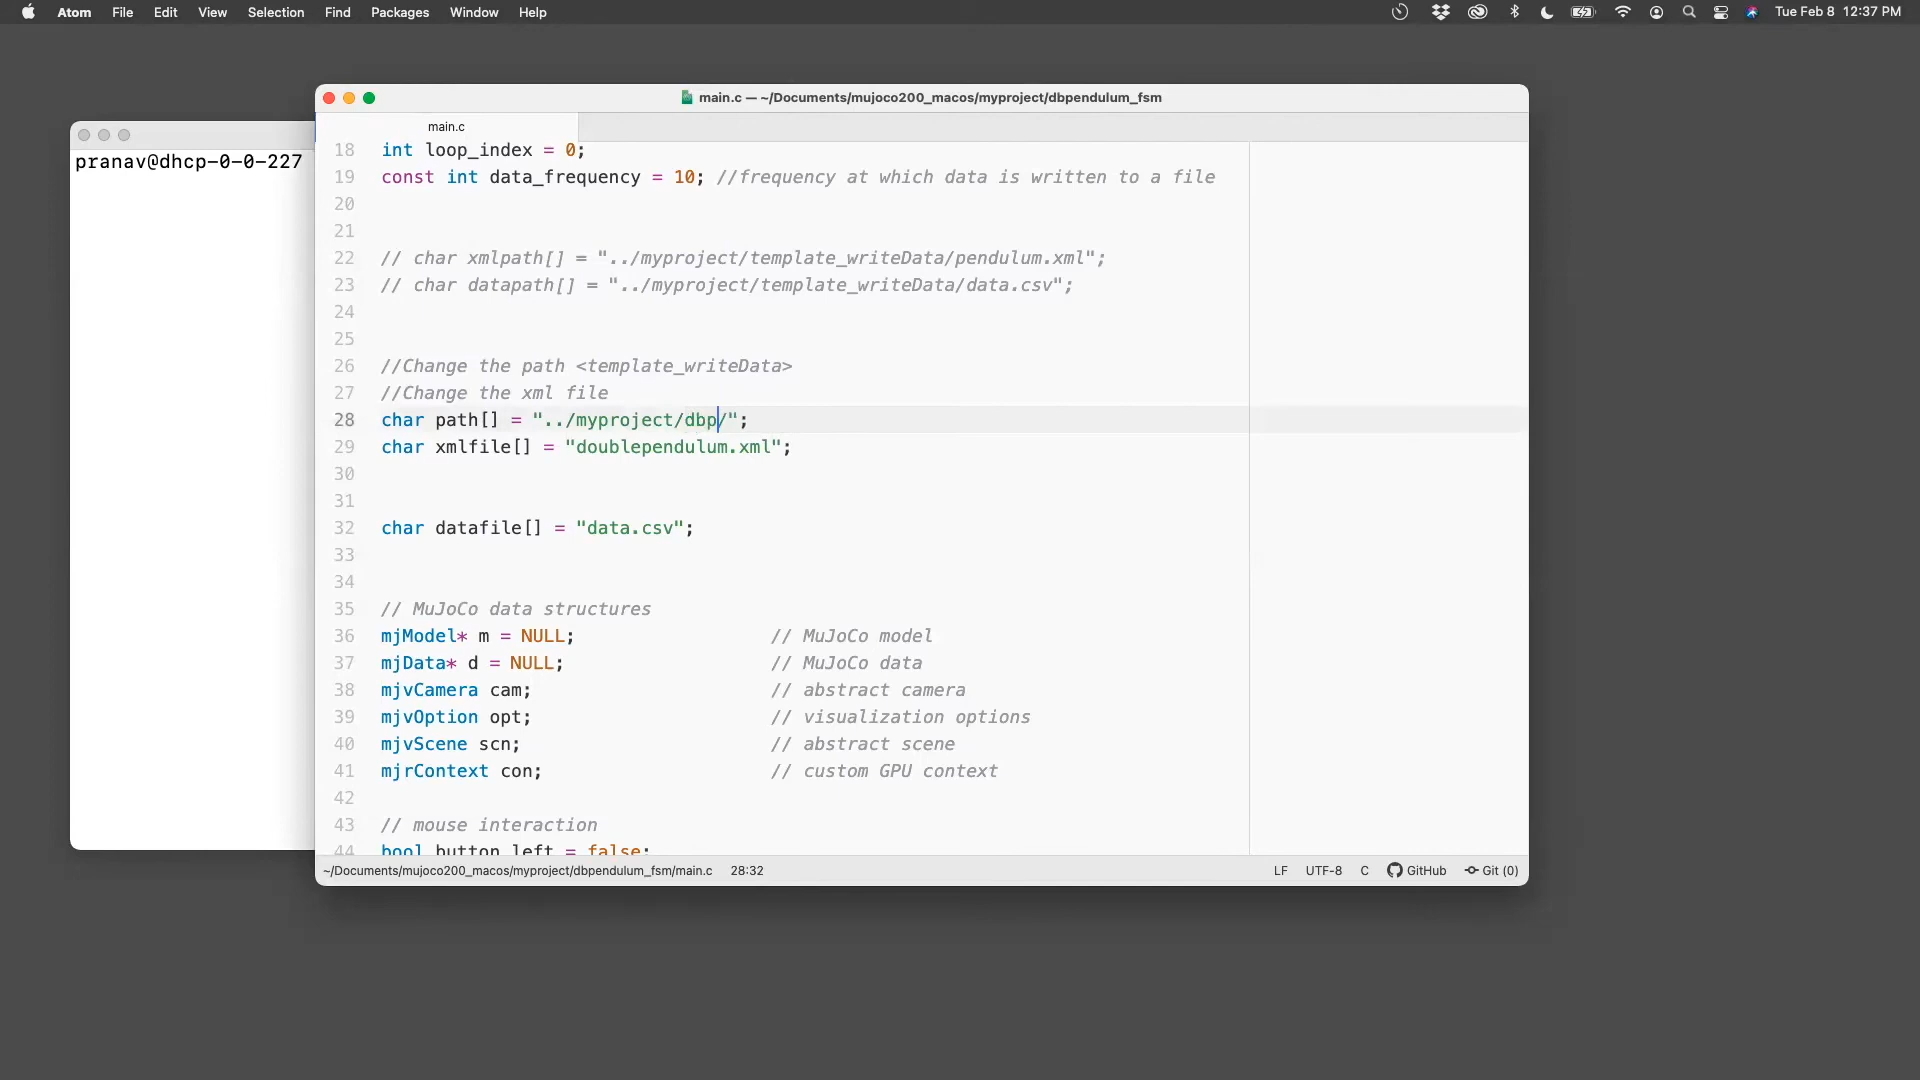 Atom File Edit View Selection Find Packages Window Help Tue Feb 8 12:37 PM
main.c — ~/Documents/mujoco200_macos/myproject/dbpendulum_fsm
main.c
pranav@dhcp-0-0-227
18 int loop_index = 0;
19 const int data_frequency = 10; //frequency at which data is written to a file
20
21
22 // char xmlpath[] = "../myproject/template_writeData/pendulum.xml";
23 // char datapath[] = "../myproject/template_writeData/data.csv";
24
25
26 //Change the path <template_writeData>
27 //Change the xml file
28 char path[] = "../myproject/dbp/";
29 char xmlfile[] = "doublependulum.xml";
30
31
32 char datafile[] = "data.csv";
33
34
35 // MuJoCo data structures
36 mjModel* m = NULL; // MuJoCo model
37 mjData* d = NULL; // MuJoCo data
38 mjvCamera cam; // abstract camera
39 mjvOption opt; // visualization options
40 mjvScene scn; // abstract scene
41 mjrContext con; // custom GPU context
42
43 // mouse interaction
44 bool button_left = false;
~/Documents/mujoco200_macos/myproject/dbpendulum_fsm/main.c 28:32 LF UTF-8 C GitHub Git (0)